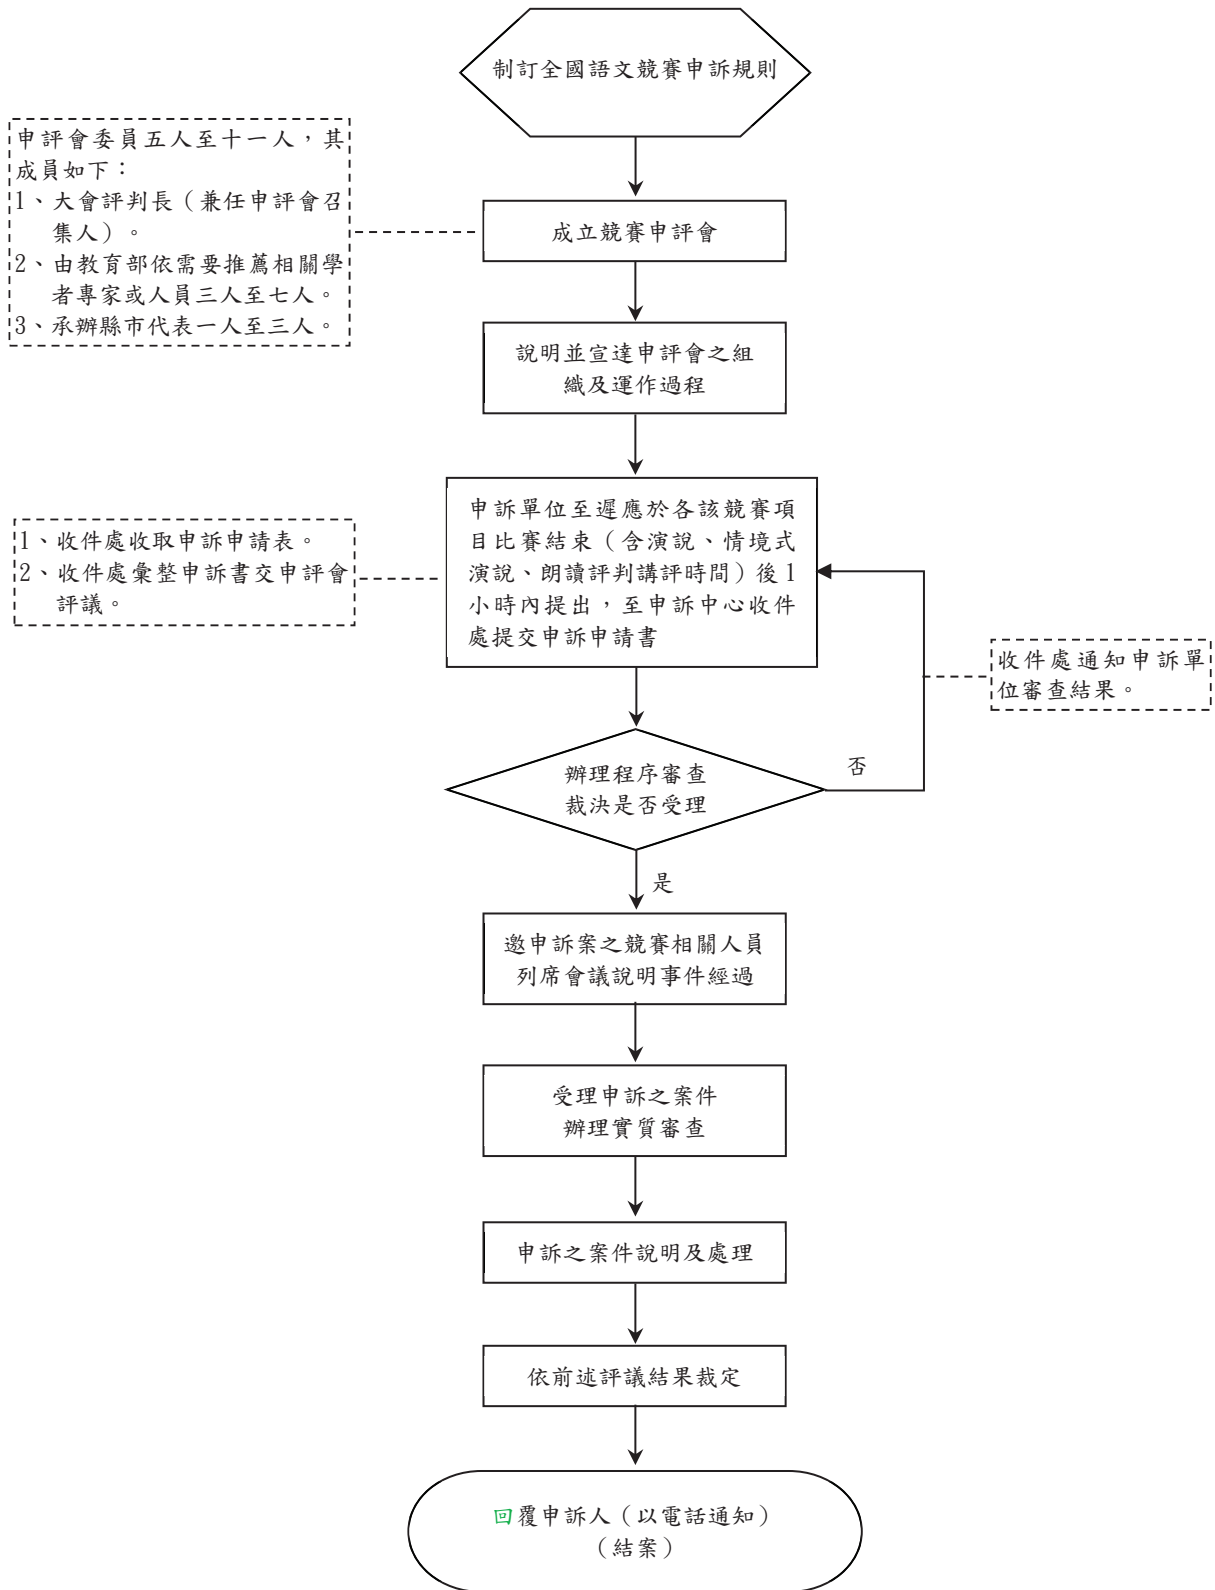 制訂全國語文競賽申訴規則
申評會委員五人至十一人，其
成員如下：
1、大會評判長（兼任申評會召
集人）。
2、由教育部依需要推薦相關學
者專家或人員三人至七人。
3、承辦縣市代表一人至三人。
成立競賽申評會
說明並宣達申評會之組
織及運作過程
申訴單位至遲應於各該競賽項
目比賽結束（含演說、情境式
演說、朗讀評判講評時間）後1
小時內提出，至申訴中心收件
處提交申訴申請書
1、收件處收取申訴申請表。
2、收件處彙整申訴書交申評會
評議。
收件處通知申訴單
位審查結果。
辦理程序審查
裁決是否受理
否
是
邀申訴案之競賽相關人員
列席會議說明事件經過
受理申訴之案件
辦理實質審查
申訴之案件說明及處理
依前述評議結果裁定
回覆申訴人（以電話通知）
（結案）